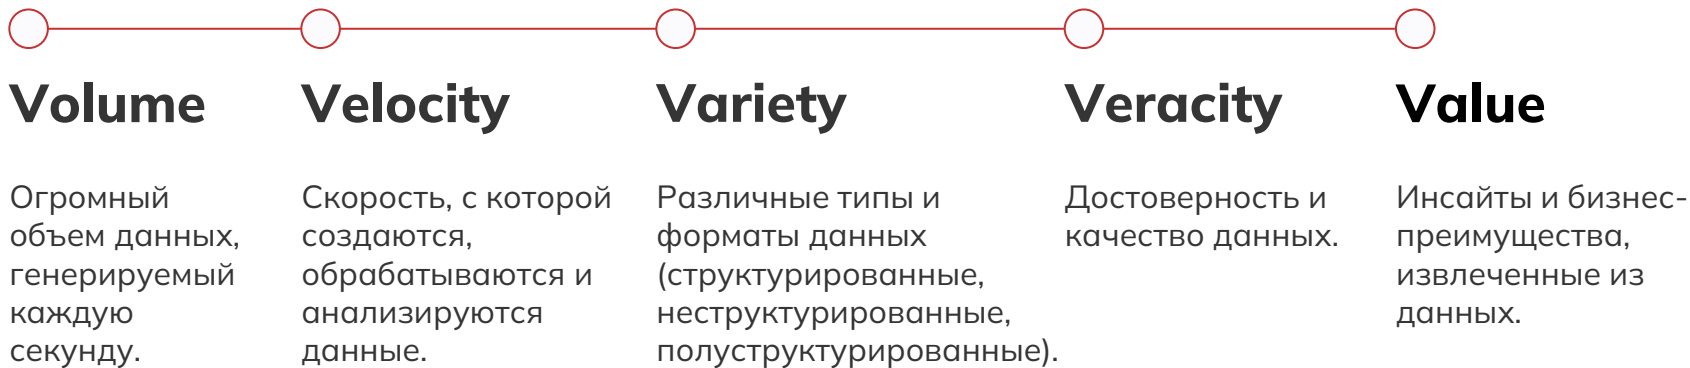 Volume
Огромный
объем данных,
генерируемый
каждую
секунду.
Velocity
Скорость, с которой
создаются,
обрабатываются и
анализируются
данные.
Variety
Различные типы и
форматы данных
(структурированные,
неструктурированные,
полуструктурированные).
Veracity
Достоверность и
качество данных.
Value
Инсайты и бизнес-
преимущества,
извлеченные из
данных.